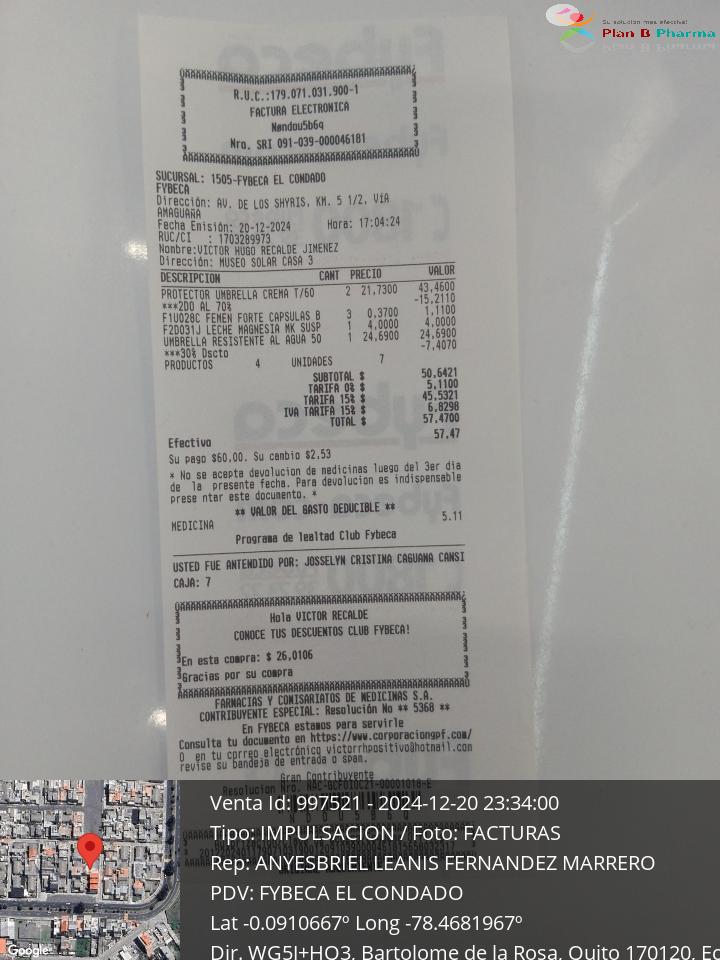 Su solucion mas efectiva!
Plan B Pharma
R.U.C.:179.071.031.900-1
FACTURA ELECTRONICA
Nendou5b6q
Nro. SRI 091-039-000046181
SUCURSAL: 1505-FYBECA EL CONDADO
FYBECA
Dirección: AV. DE LOS SHYRIS, KM. 5 1/2, VíA
AMAGUAÑA
Fecha Emisión: 20-12-2024 Hora: 17:04:24
RUC/CI : 1703289973
Nombre:VICTOR HUGO RECALDE JIMENEZ
Dirección: MUSEO SOLAR CASA 3
DESCRIPCION CANT PRECIO VALOR
PROTECTOR UMBRELLA CREMA T/60 2 21,7300 43,4600
***2DO AL 70% -15,2110
F1U028C FEMEN FORTE CAPSULAS B 3 0,3700 1,1100
F2D031J LECHE MAGNESIA MK SUSP 1 4,0000 4,0000
UMBRELLA RESISTENTE AL AGUA 50 1 24,6900 24,6900
***30% Dscto -7,4070
PRODUCTOS 4 UNIDADES 7
SUBTOTAL $ 50,6421
TARIFA 0% $ 5,1100
TARIFA 15% $ 45,5321
IVA TARIFA 15% $ 6,8298
TOTAL $ 57,4700
Efectivo 57,47
Su pago $60,00. Su cambio $2,53
* No se acepta devolucion de medicinas luego del 3er dia
de la presente fecha. Para devolucion es indispensable
prese ntar este documento. *
** VALOR DEL GASTO DEDUCIBLE **
MEDICINA 5.11
Programa de lealtad Club Fybeca
USTED FUE ANTENDIDO POR: JOSSELYN CRISTINA CAGUANA CANSI
CAJA: 7
Hola VICTOR RECALDE
CONOCE TUS DESCUENTOS CLUB FYBECA!
En esta compra: $ 26,0106
Gracias por su compra
FARMACIAS Y COMISARIATOS DE MEDICINAS S.A.
CONTRIBUYENTE ESPECIAL: Resolución No ** 5368 **
En FYBECA estamos para servirle
Consulta tu documento en https://www.corporaciongpf.com/
O en tu correo electrónico victorrhpositivo@hotmail.com
revise su bandeja de entrada o span.
Gran Contribuyente
Venta Id: 997521 - 2024-12-20 23:34:00
Tipo: IMPULSACION / Foto: FACTURAS
Rep: ANYESBRIEL LEANIS FERNANDEZ MARRERO
PDV: FYBECA EL CONDADO
Lat -0.0910667º Long -78.4681967º
Dir. WG5J+HQ3, Bartolome de la Rosa, Quito 170120, Ec
Google